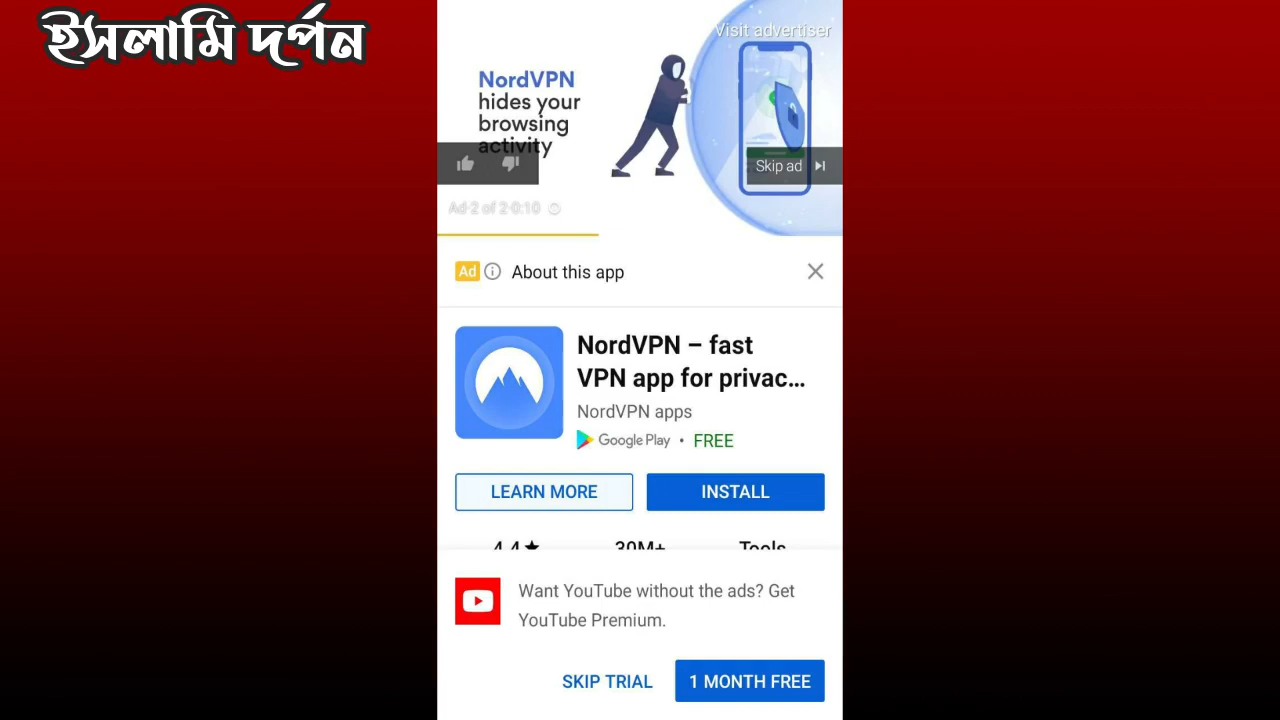 ইসলামি দর্পন
Visit advertiser
NordVPN
hides your
browsing
activity
Skip ad
Ad·2 of 2·0:10
Ad About this app
NordVPN – fast
VPN app for privac...
NordVPN apps
Google Play • FREE
LEARN MORE
INSTALL
4.4★ 30M+ Tools
Want YouTube without the ads? Get
YouTube Premium.
SKIP TRIAL
1 MONTH FREE